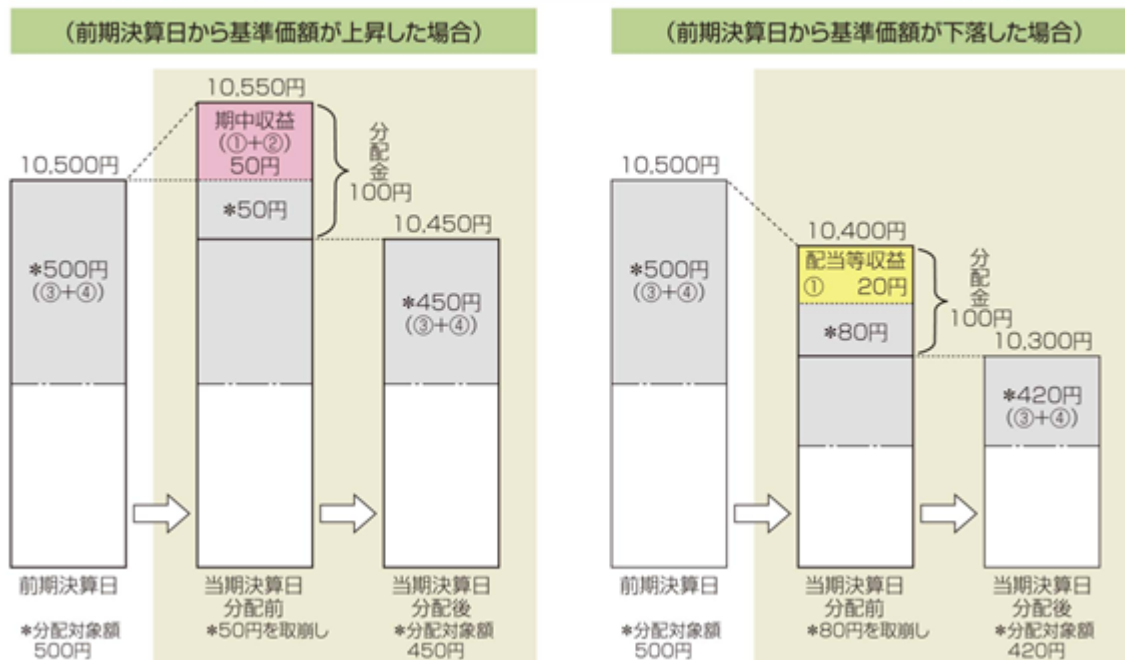 (前期決算日から基準価額が上昇した場合)
10,550円
期中収益
(①+②)
50円
分配金
100円
10,500円
*50円
10,450円
*500円
(③+④)
*450円
(③+④)
前期決算日
当期決算日
分配前
当期決算日
分配後
*分配対象額
500円
*50円を取崩し
*分配対象額
450円
(前期決算日から基準価額が下落した場合)
10,500円
10,400円
配当等収益
① 20円
分配金
100円
*500円
(③+④)
*80円
10,300円
*420円
(③+④)
前期決算日
当期決算日
分配前
当期決算日
分配後
*分配対象額
500円
*80円を取崩し
*分配対象額
420円